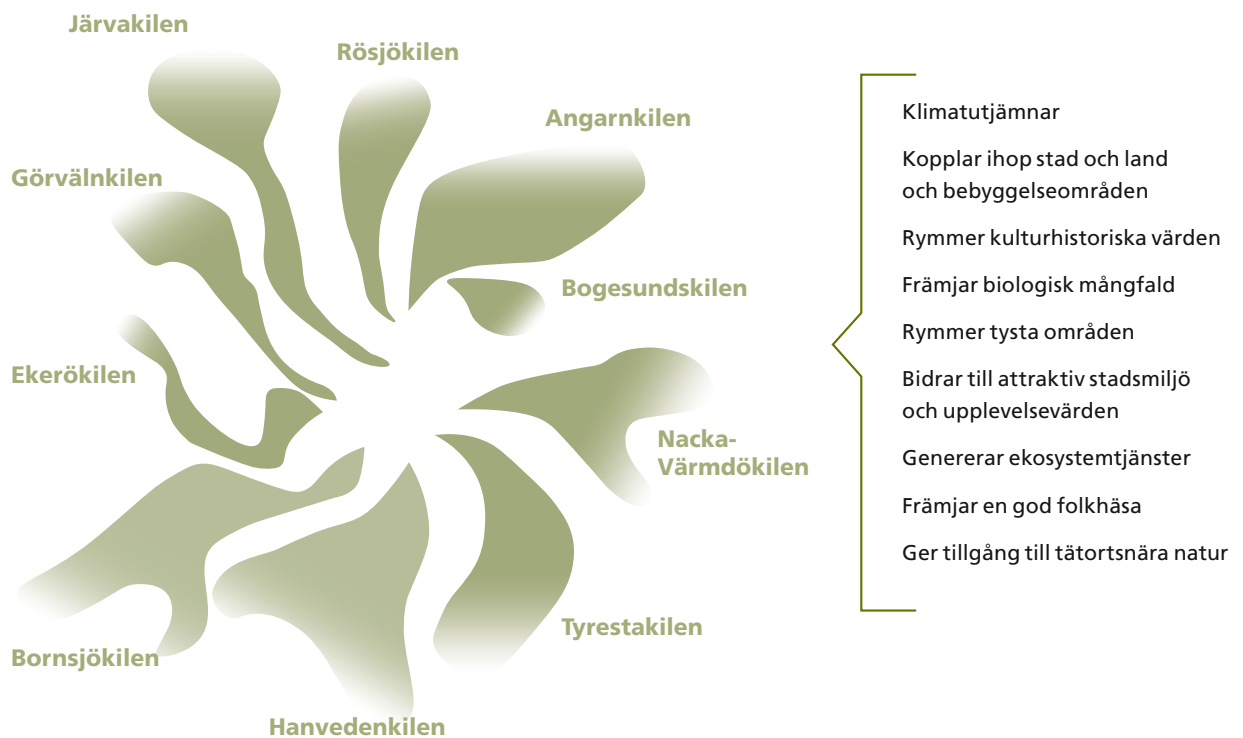 Järvakilen
Rösjökilen
Angarnkilen
Görvälnkilen
Bogesundskilen
Ekerökilen
Nacka-
Värmdökilen
Tyrestakilen
Bornsjökilen
Hanvedenkilen
Klimatutjämnar
Kopplar ihop stad och land
och bebyggelseområden
Rymmer kulturhistoriska värden
Främjar biologisk mångfald
Rymmer tysta områden
Bidrar till attraktiv stadsmiljö
och upplevelsevärden
Genererar ekosystemtjänster
Främjar en god folkhäsa
Ger tillgång till tätortsnära natur